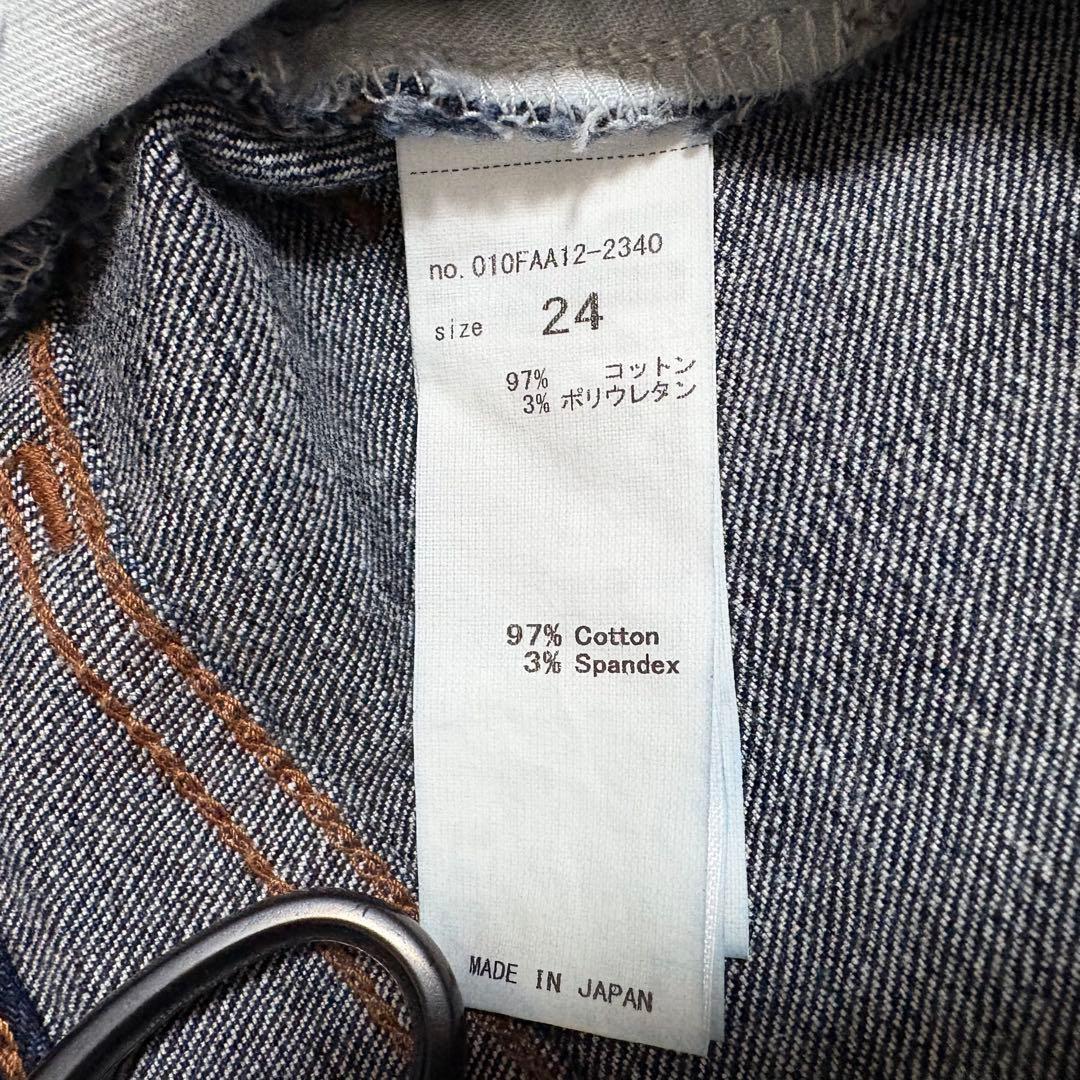 no. 010FAA12-2340
size 24
97% コットン
3% ポリウレタン
97% Cotton
3% Spandex
MADE IN JAPAN